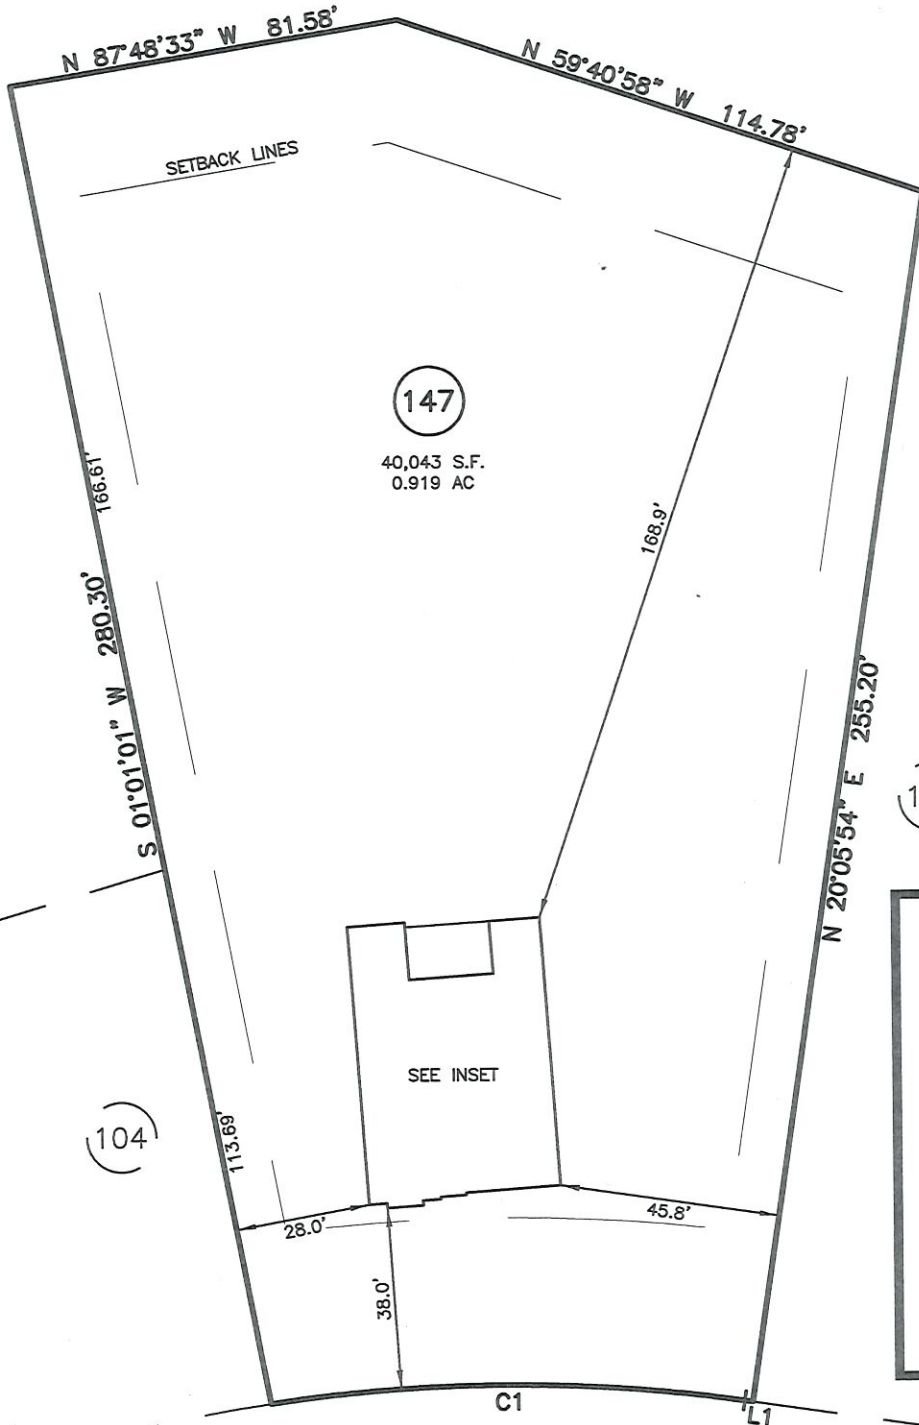 N 87°48'33" W 81.58'
N 59°40'58" W 114.78'
SETBACK LINES
147
40,043 S.F.
0.919 AC
166.61'
168.9'
S 01°01'01" W 280.30'
N 20°05'54" E 255.20'
SEE INSET
104
113.69'
28.0'
45.8'
38.0'
C1
L1